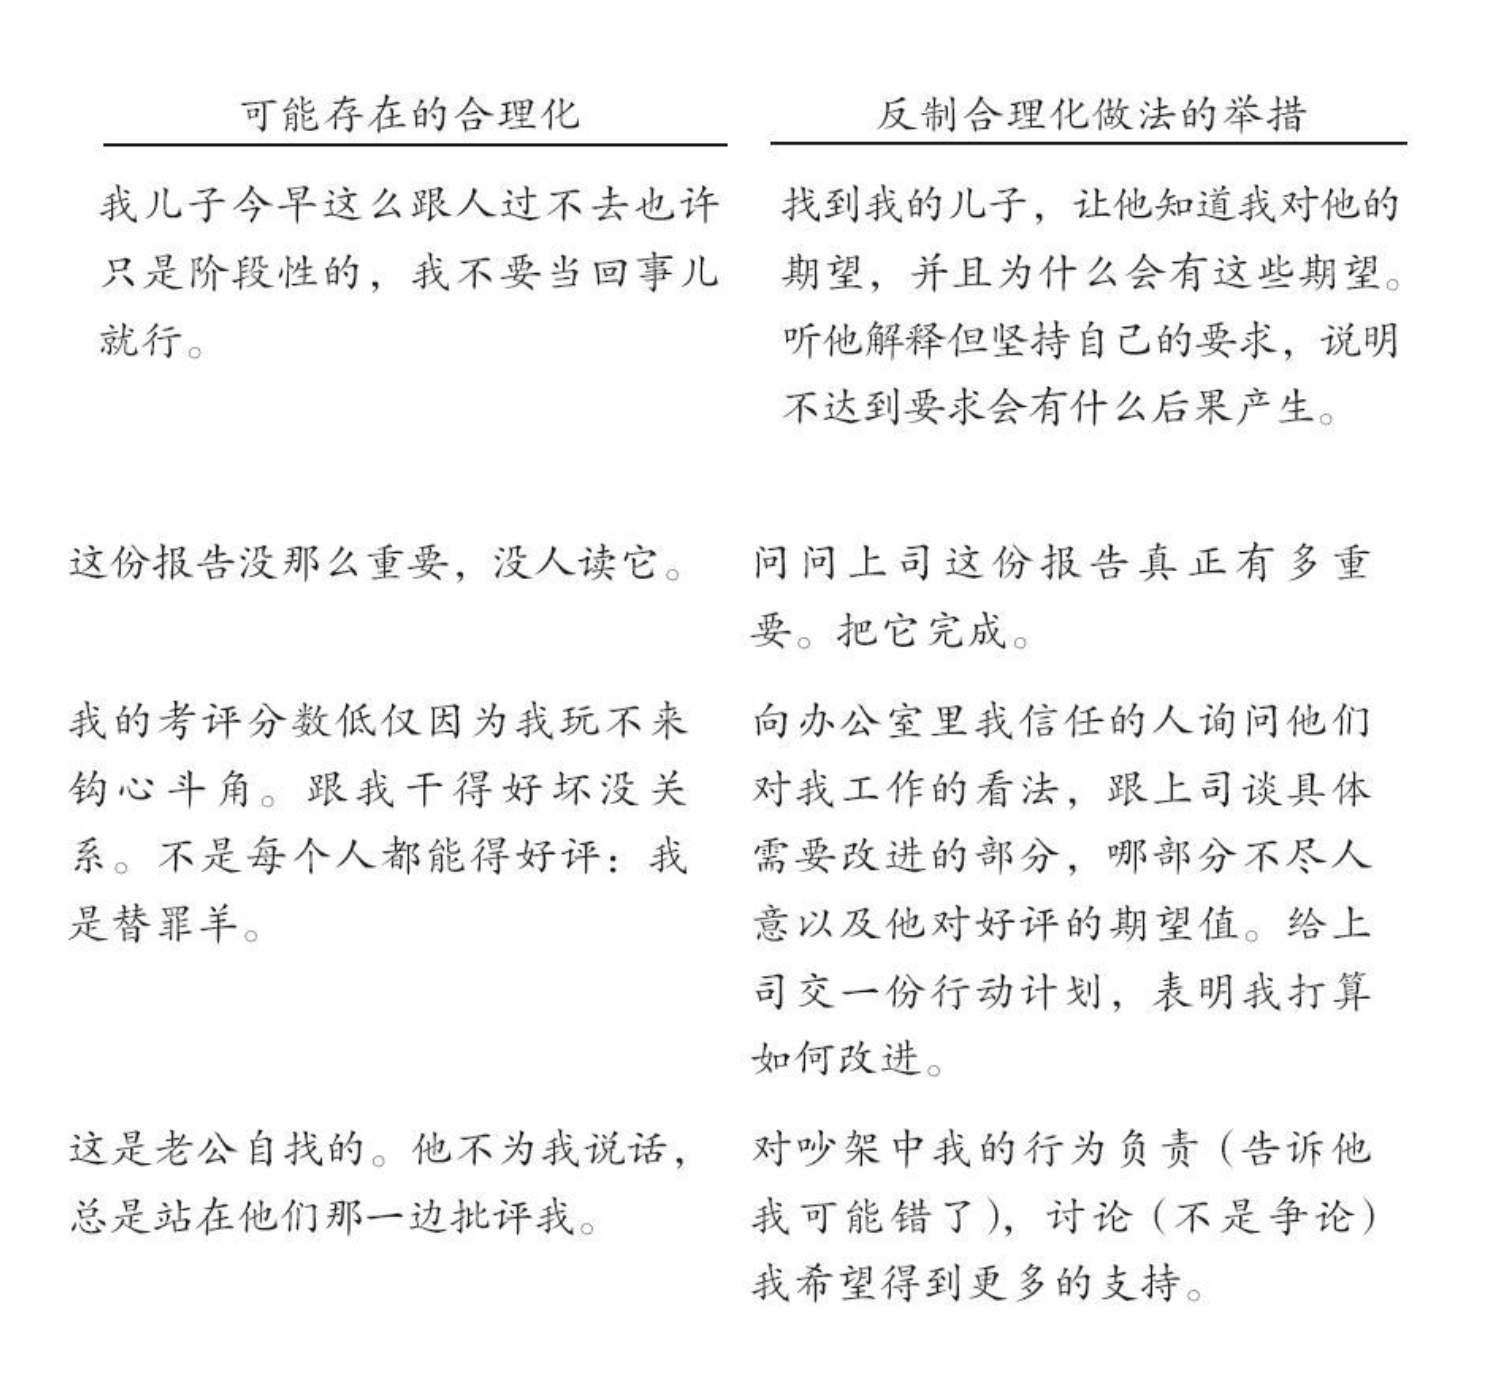 可能存在的合理化
反制合理化做法的举措
我儿子今早这么跟人过不去也许
只是阶段性的，我不要当回事儿
就行。
找到我的儿子，让他知道我对他的
期望，并且为什么会有这些期望。
听他解释但坚持自己的要求，说明
不达到要求会有什么后果产生。
这份报告没那么重要，没人读它。
问问上司这份报告真正有多重
要。把它完成。
我的考评分数低仅因为我玩不来
钩心斗角。跟我干得好坏没关
系。不是每个人都能得好评：我
是替罪羊。
向办公室里我信任的人询问他们
对我工作的看法，跟上司谈具体
需要改进的部分，哪部分不尽人
意以及他对好评的期望值。给上
司交一份行动计划，表明我打算
如何改进。
这是老公自找的。他不为我说话，
总是站在他们那一边批评我。
对吵架中我的行为负责（告诉他
我可能错了），讨论（不是争论）
我希望得到更多的支持。